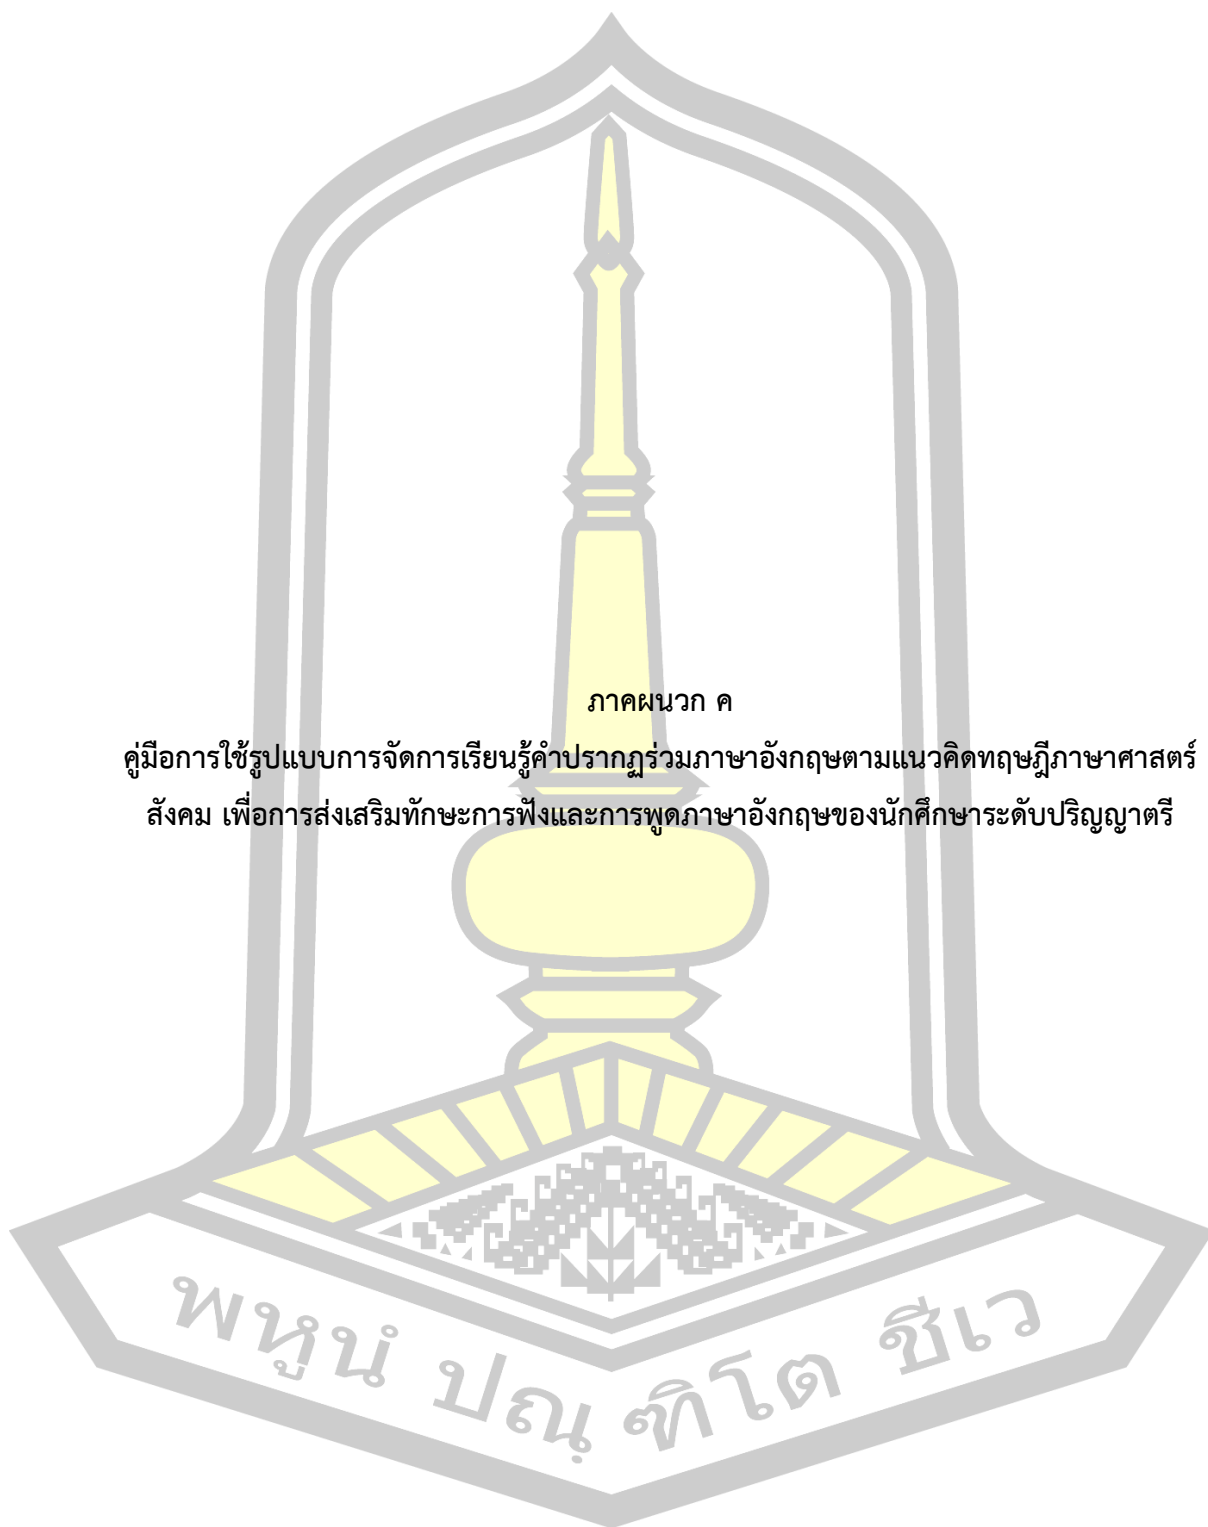 ภาคผนวก ค
คู่มือการใช้รูปแบบการจัดการเรียนรู้คำปรากฏร่วมภาษาอังกฤษตามแนวคิดทฤษฎีภาษาศาสตร์
สังคม เพื่อการส่งเสริมทักษะการฟังและการพูดภาษาอังกฤษของนักศึกษาระดับปริญญาตรี
พหูนํ ปณฺฑิโต ชีเว